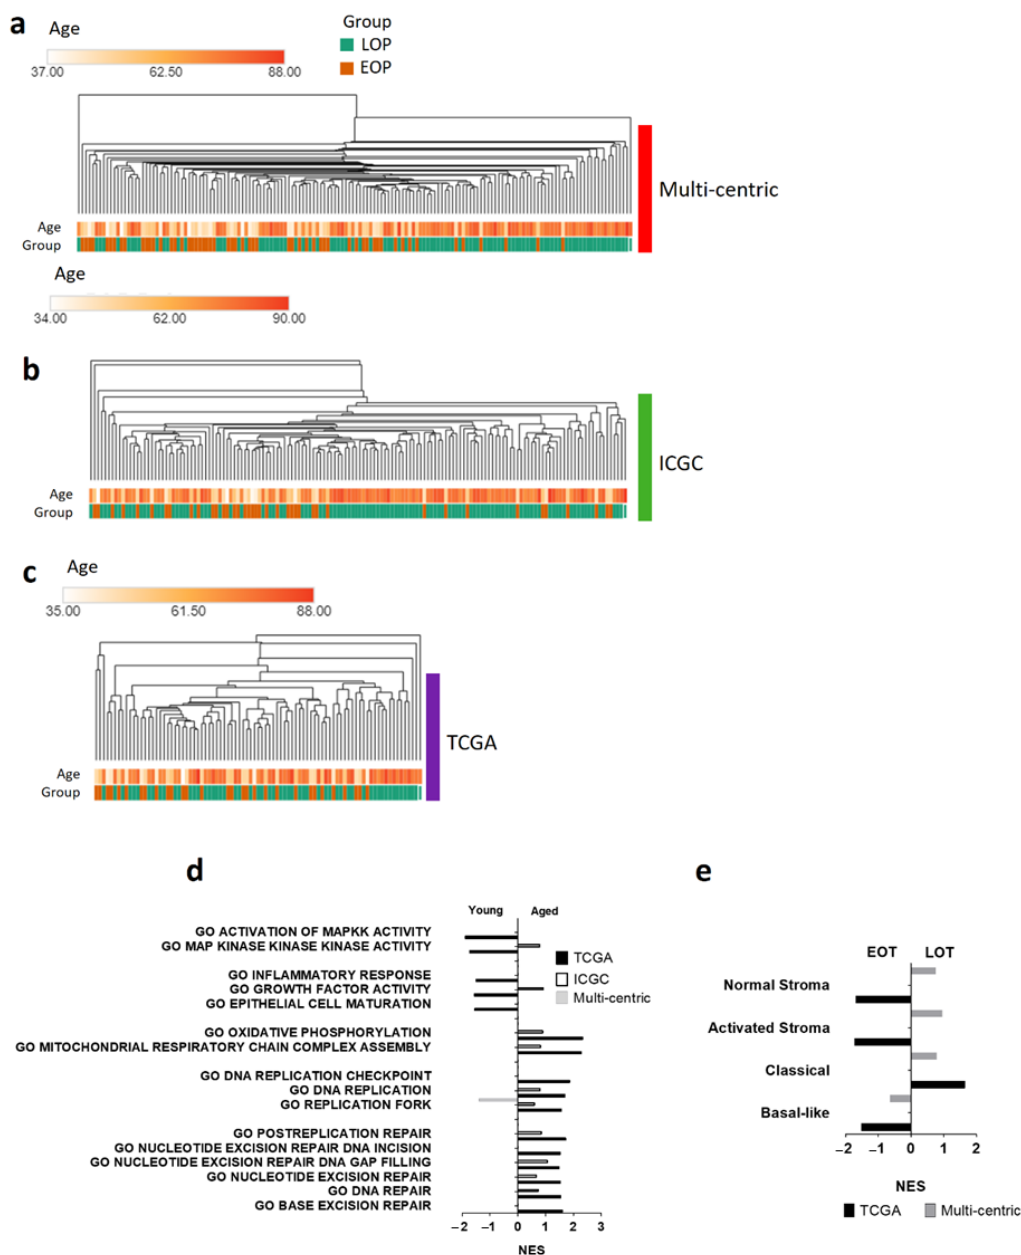 a
Age
37.00 62.50 88.00
Group
LOP
EOP
Age
Group
Multi-centric
Age
34.00 62.00 90.00
b
Age
Group
ICGC
c
Age
35.00 61.50 88.00
Age
Group
TCGA
d
Young Aged
GO ACTIVATION OF MAPKK ACTIVITY
GO MAP KINASE KINASE KINASE ACTIVITY
GO INFLAMMATORY RESPONSE
GO GROWTH FACTOR ACTIVITY
GO EPITHELIAL CELL MATURATION
GO OXIDATIVE PHOSPHORYLATION
GO MITOCHONDRIAL RESPIRATORY CHAIN COMPLEX ASSEMBLY
GO DNA REPLICATION CHECKPOINT
GO DNA REPLICATION
GO REPLICATION FORK
GO POSTREPLICATION REPAIR
GO NUCLEOTIDE EXCISION REPAIR DNA INCISION
GO NUCLEOTIDE EXCISION REPAIR DNA GAP FILLING
GO NUCLEOTIDE EXCISION REPAIR
GO DNA REPAIR
GO BASE EXCISION REPAIR
TCGA
ICGC
Multi-centric
−2 −1 0 1 2 3
NES
e
EOT LOT
Normal Stroma
Activated Stroma
Classical
Basal-like
−2 −1 0 1 2
NES
TCGA Multi-centric